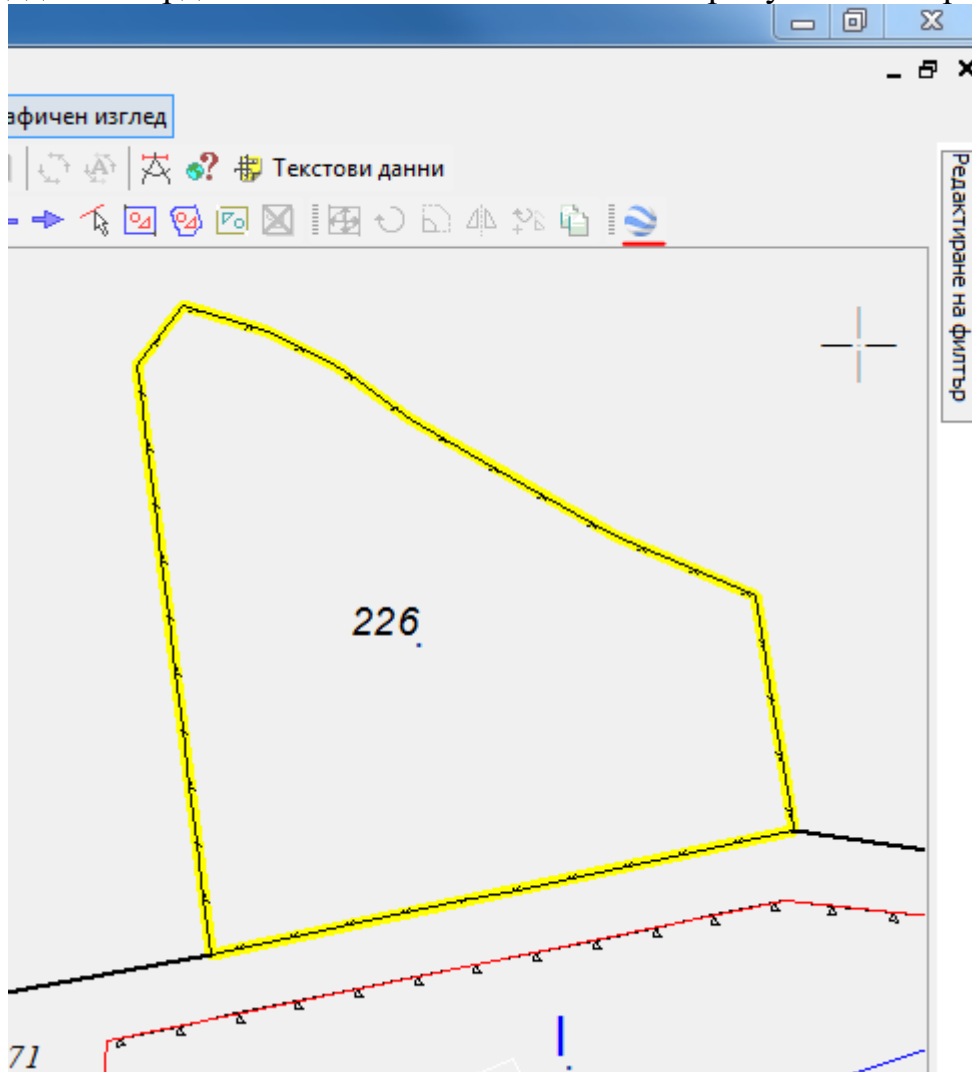 афичен изглед
Текстови данни
Редактиране на филтър
226
71